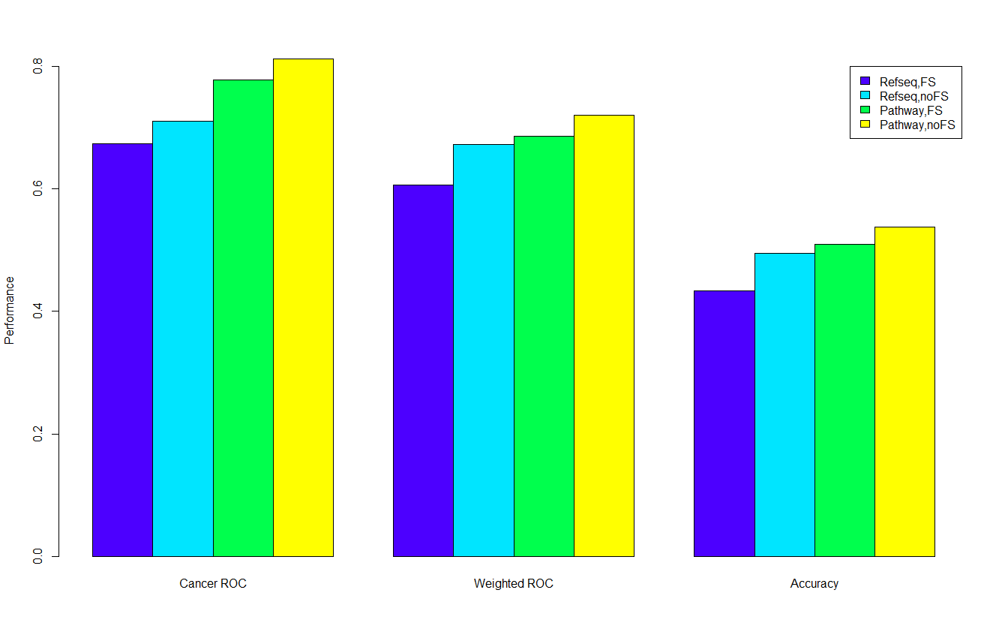 0.8
0.6
0.4
0.2
0.0
Performance
Refseq,FS
Refseq,noFS
Pathway,FS
Pathway,noFS
Cancer ROC
Weighted ROC
Accuracy